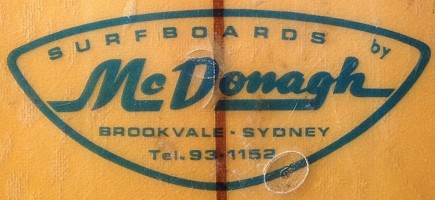 SURFBOARDS by
McDonagh
BROOKVALE - SYDNEY
Tel. 93-1152